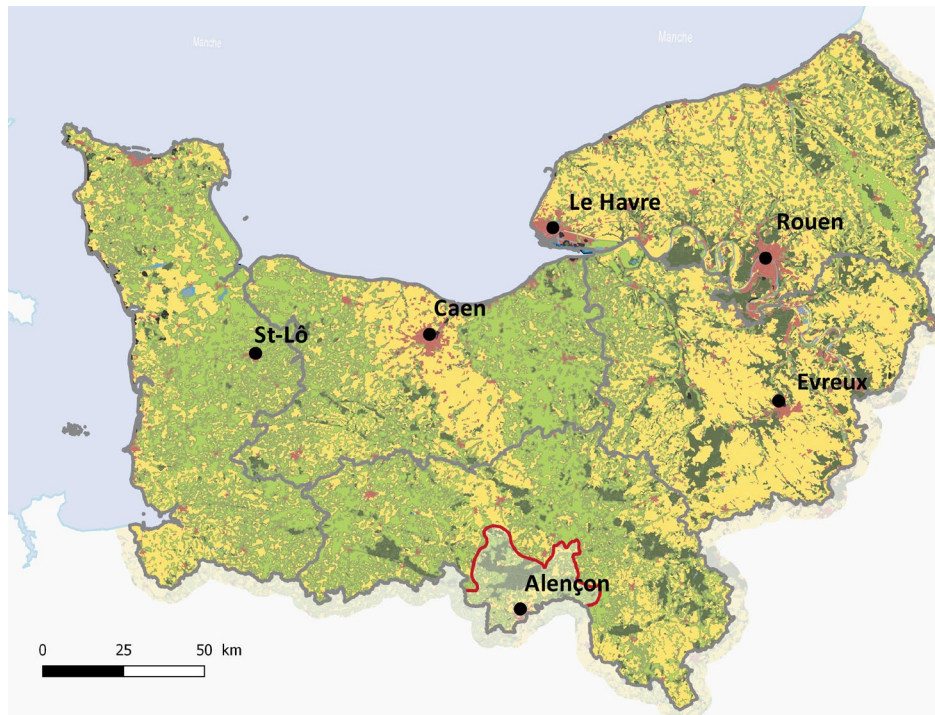 Manche
Manche
Le Havre
Rouen
Caen
St-Lô
Evreux
Alençon
0 25 50 km